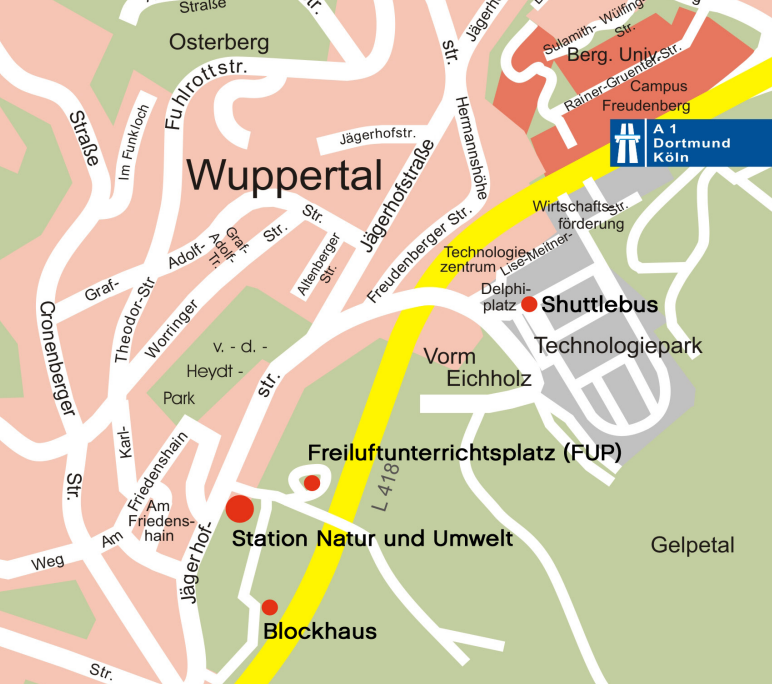 Straße
tr.
Jägerh
Osterberg
str.
Sulamith- Wülfing-
Str.
Berg. Univ.
Rainer-Gruenter-Str.
Campus
Freudenberg
Fuhlrottstr.
Straße
Im Funkloch
Hermannshöhe
Jägerhofstr.
A 1
Dortmund
Köln
Wuppertal
Jägerhofstraße
Wirtschafts-
förderung
Str.
Str.
Graf-
Adolf-
Tr.
Str.
Adolf-
Graf-
Altenberger
Str.
Freudenberger Str.
Technologie-
zentrum
Lise-Meitner-
Delphi-
platz
Shuttlebus
Cronenberger
Theodor-Str
Worringer
Technologiepark
v. - d. -
Heydt -
Park
Vorm
Eichholz
str.
Karl-
Friedenshain
Freiluftunterrichtsplatz (FUP)
L 418
Str.
Am
Friedens-
hain
Am
Station Natur und Umwelt
Gelpetal
Weg
Jägerhof-
Blockhaus
Str.